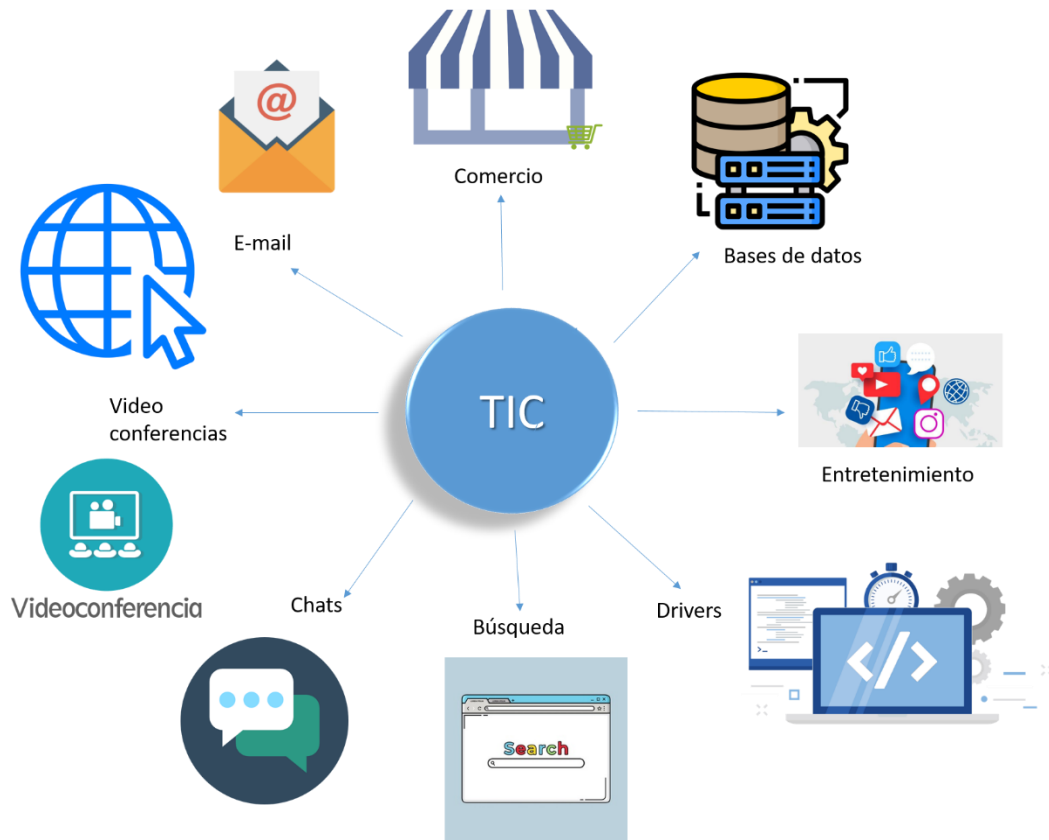 @
Comercio
E-mail
Bases de datos
TIC
Video
conferencias
Entretenimiento
Videoconferencia
Chats
Búsqueda
Drivers
</>
>_
Search